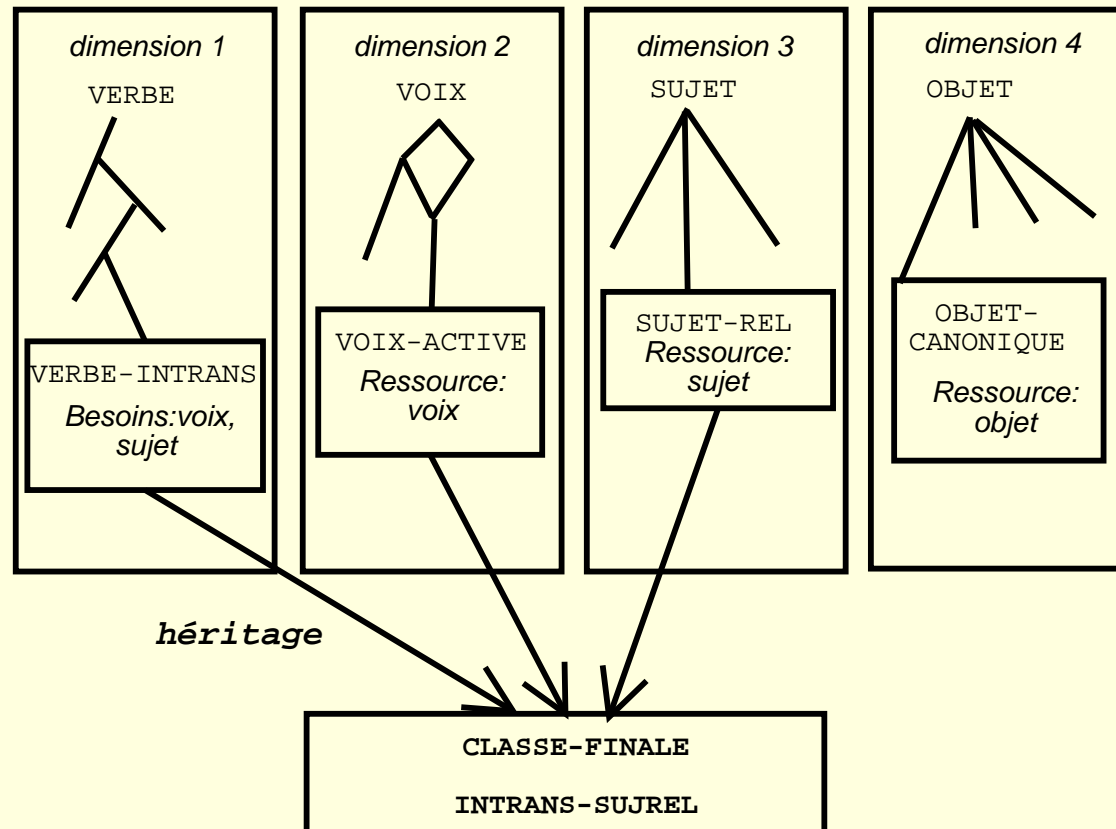 dimension 1
VERBE
VERBE-INTRANS
Besoins:voix,
sujet
dimension 2
VOIX
VOIX-ACTIVE
Ressource:
voix
dimension 3
SUJET
SUJET-REL
Ressource:
sujet
dimension 4
OBJET
OBJET-
CANONIQUE
Ressource:
objet
héritage
CLASSE-FINALE
INTRANS-SUJREL